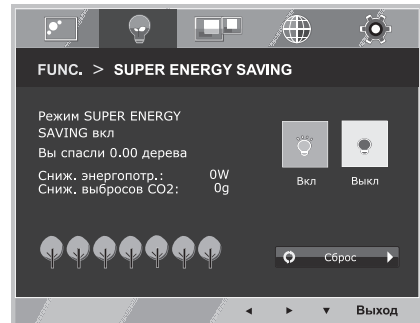 FUNC. > SUPER ENERGY SAVING
Режим SUPER ENERGY
SAVING вкл
Вы спасли 0.00 дерева
Сниж. энергопотр.: 0W
Сниж. выбросов CO2: 0g
Вкл Выкл
Сброс
Выход